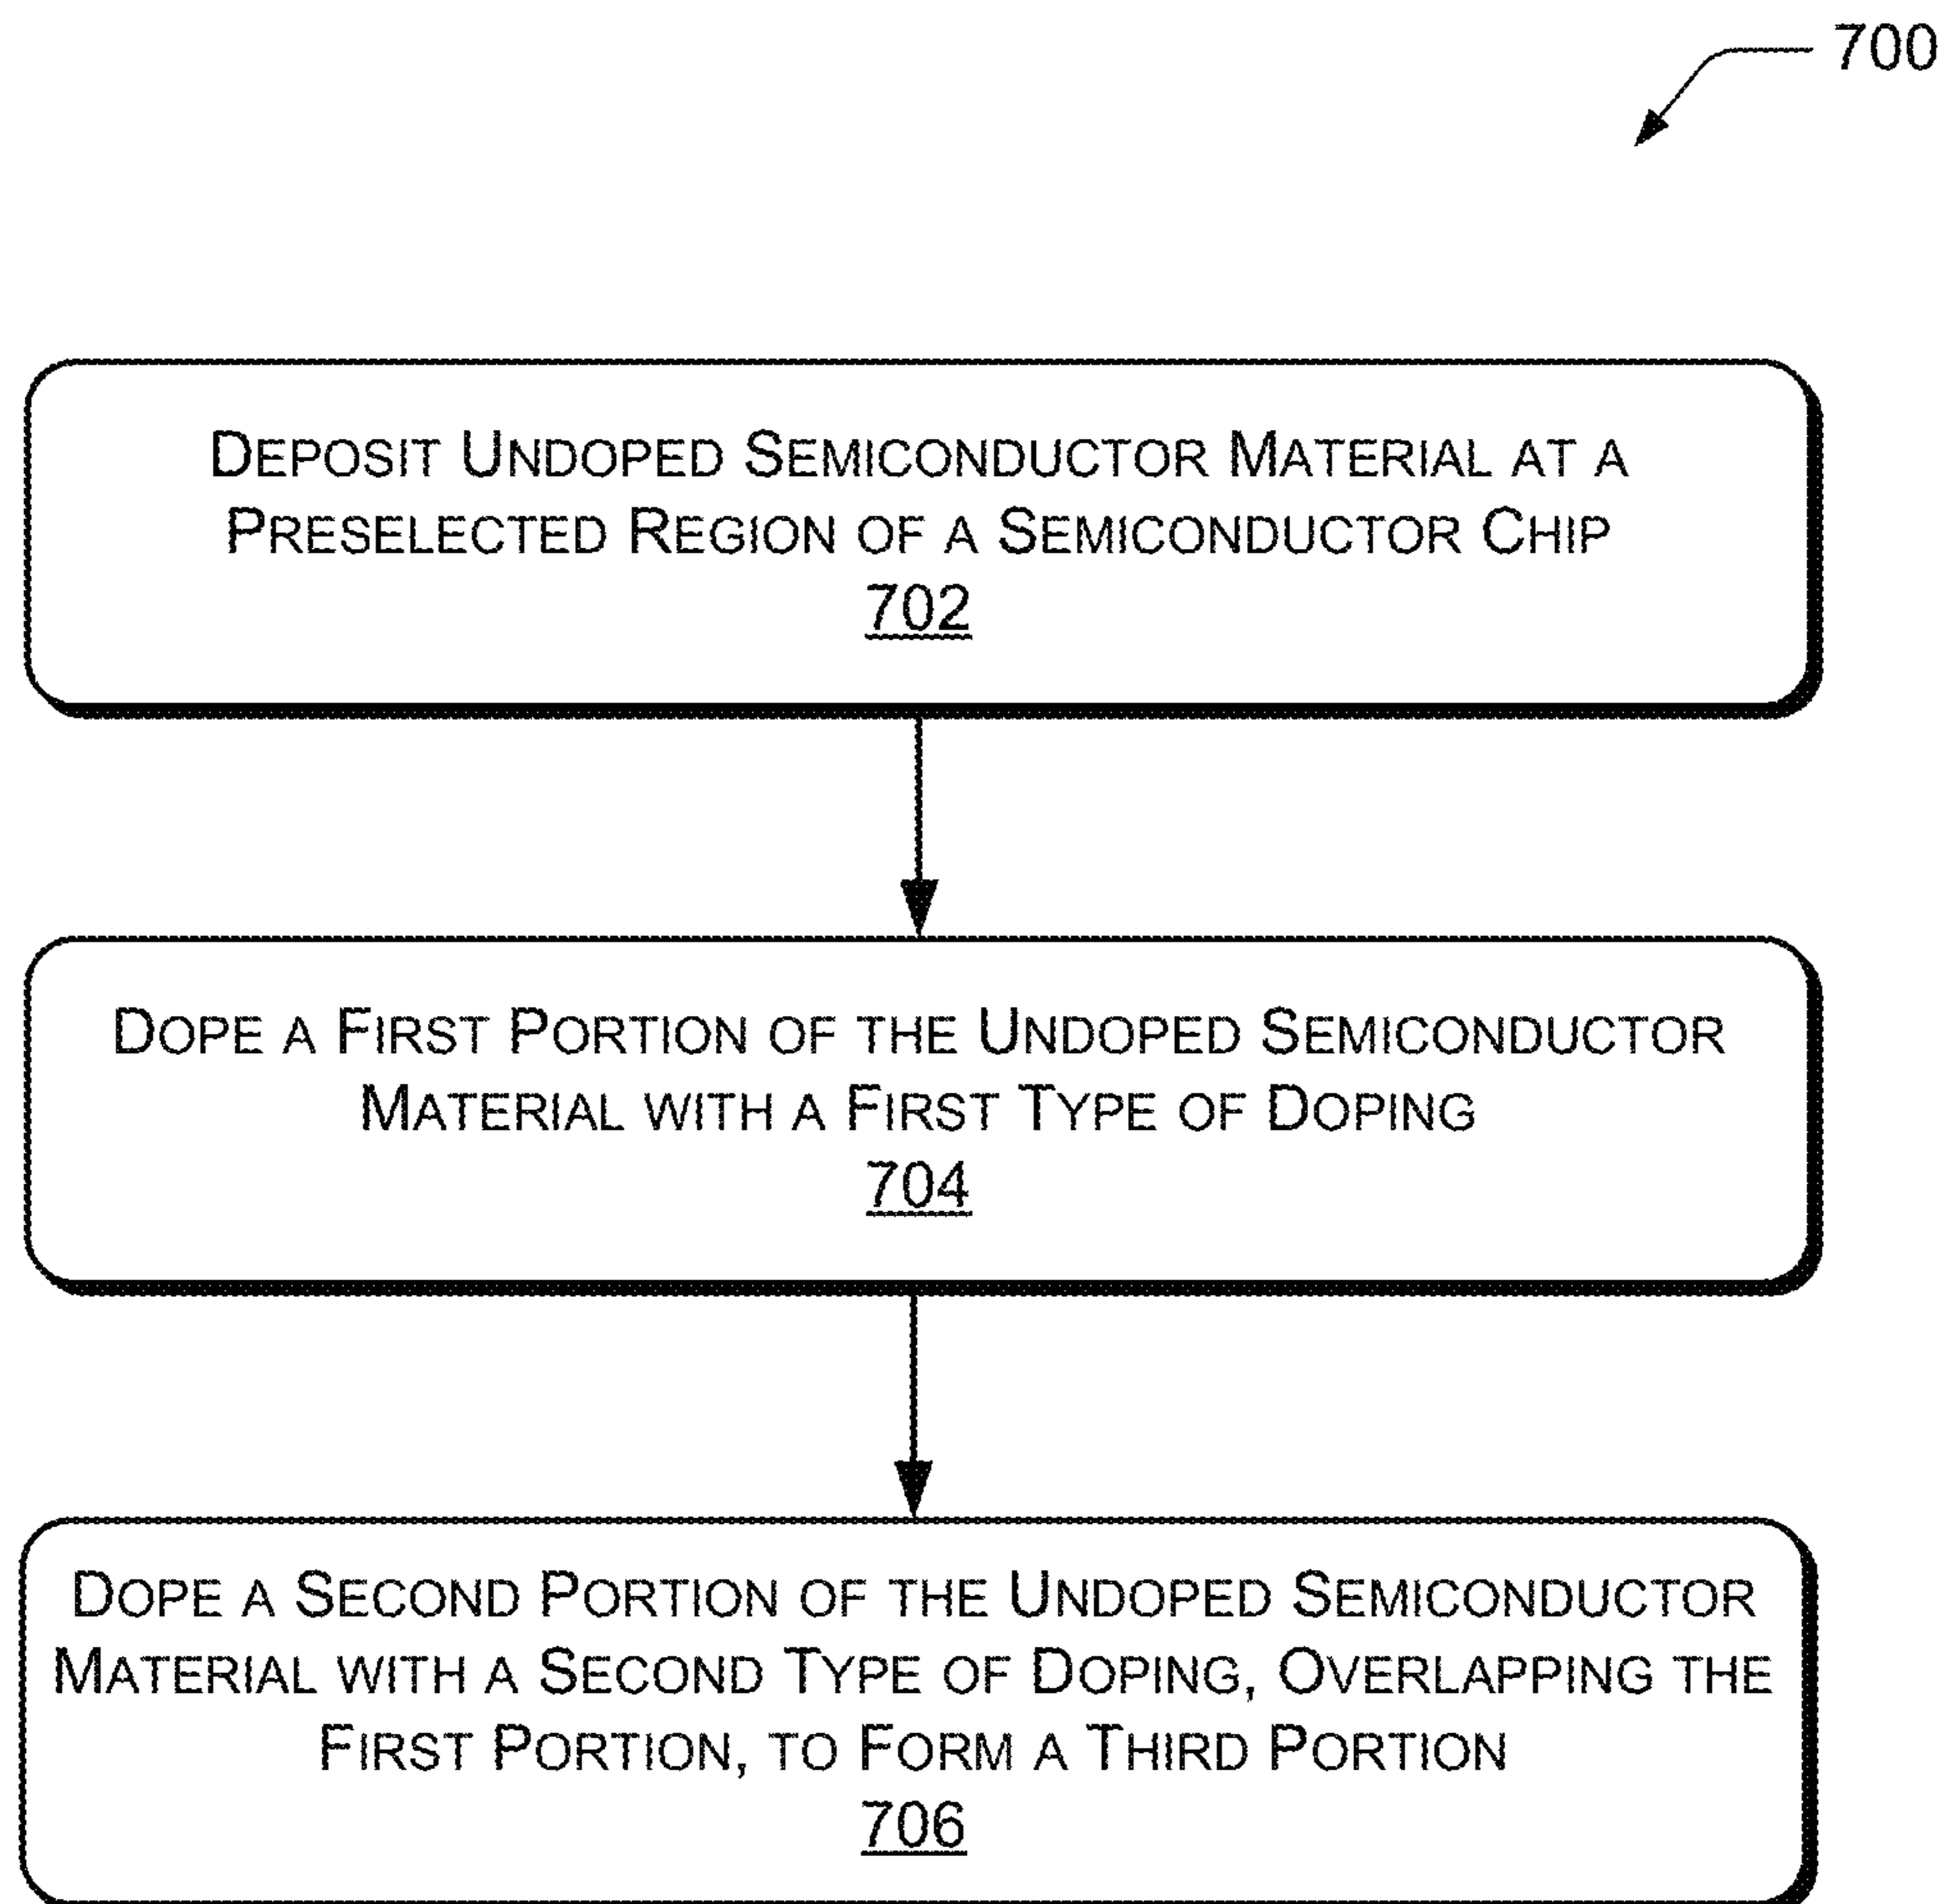 700
DEPOSIT UNDOPED SEMICONDUCTOR MATERIAL AT A
PRESELECTED REGION OF A SEMICONDUCTOR CHIP
702
DOPE A FIRST PORTION OF THE UNDOPED SEMICONDUCTOR
MATERIAL WITH A FIRST TYPE OF DOPING
704
DOPE A SECOND PORTION OF THE UNDOPED SEMICONDUCTOR
MATERIAL WITH A SECOND TYPE OF DOPING, OVERLAPPING THE
FIRST PORTION, TO FORM A THIRD PORTION
706